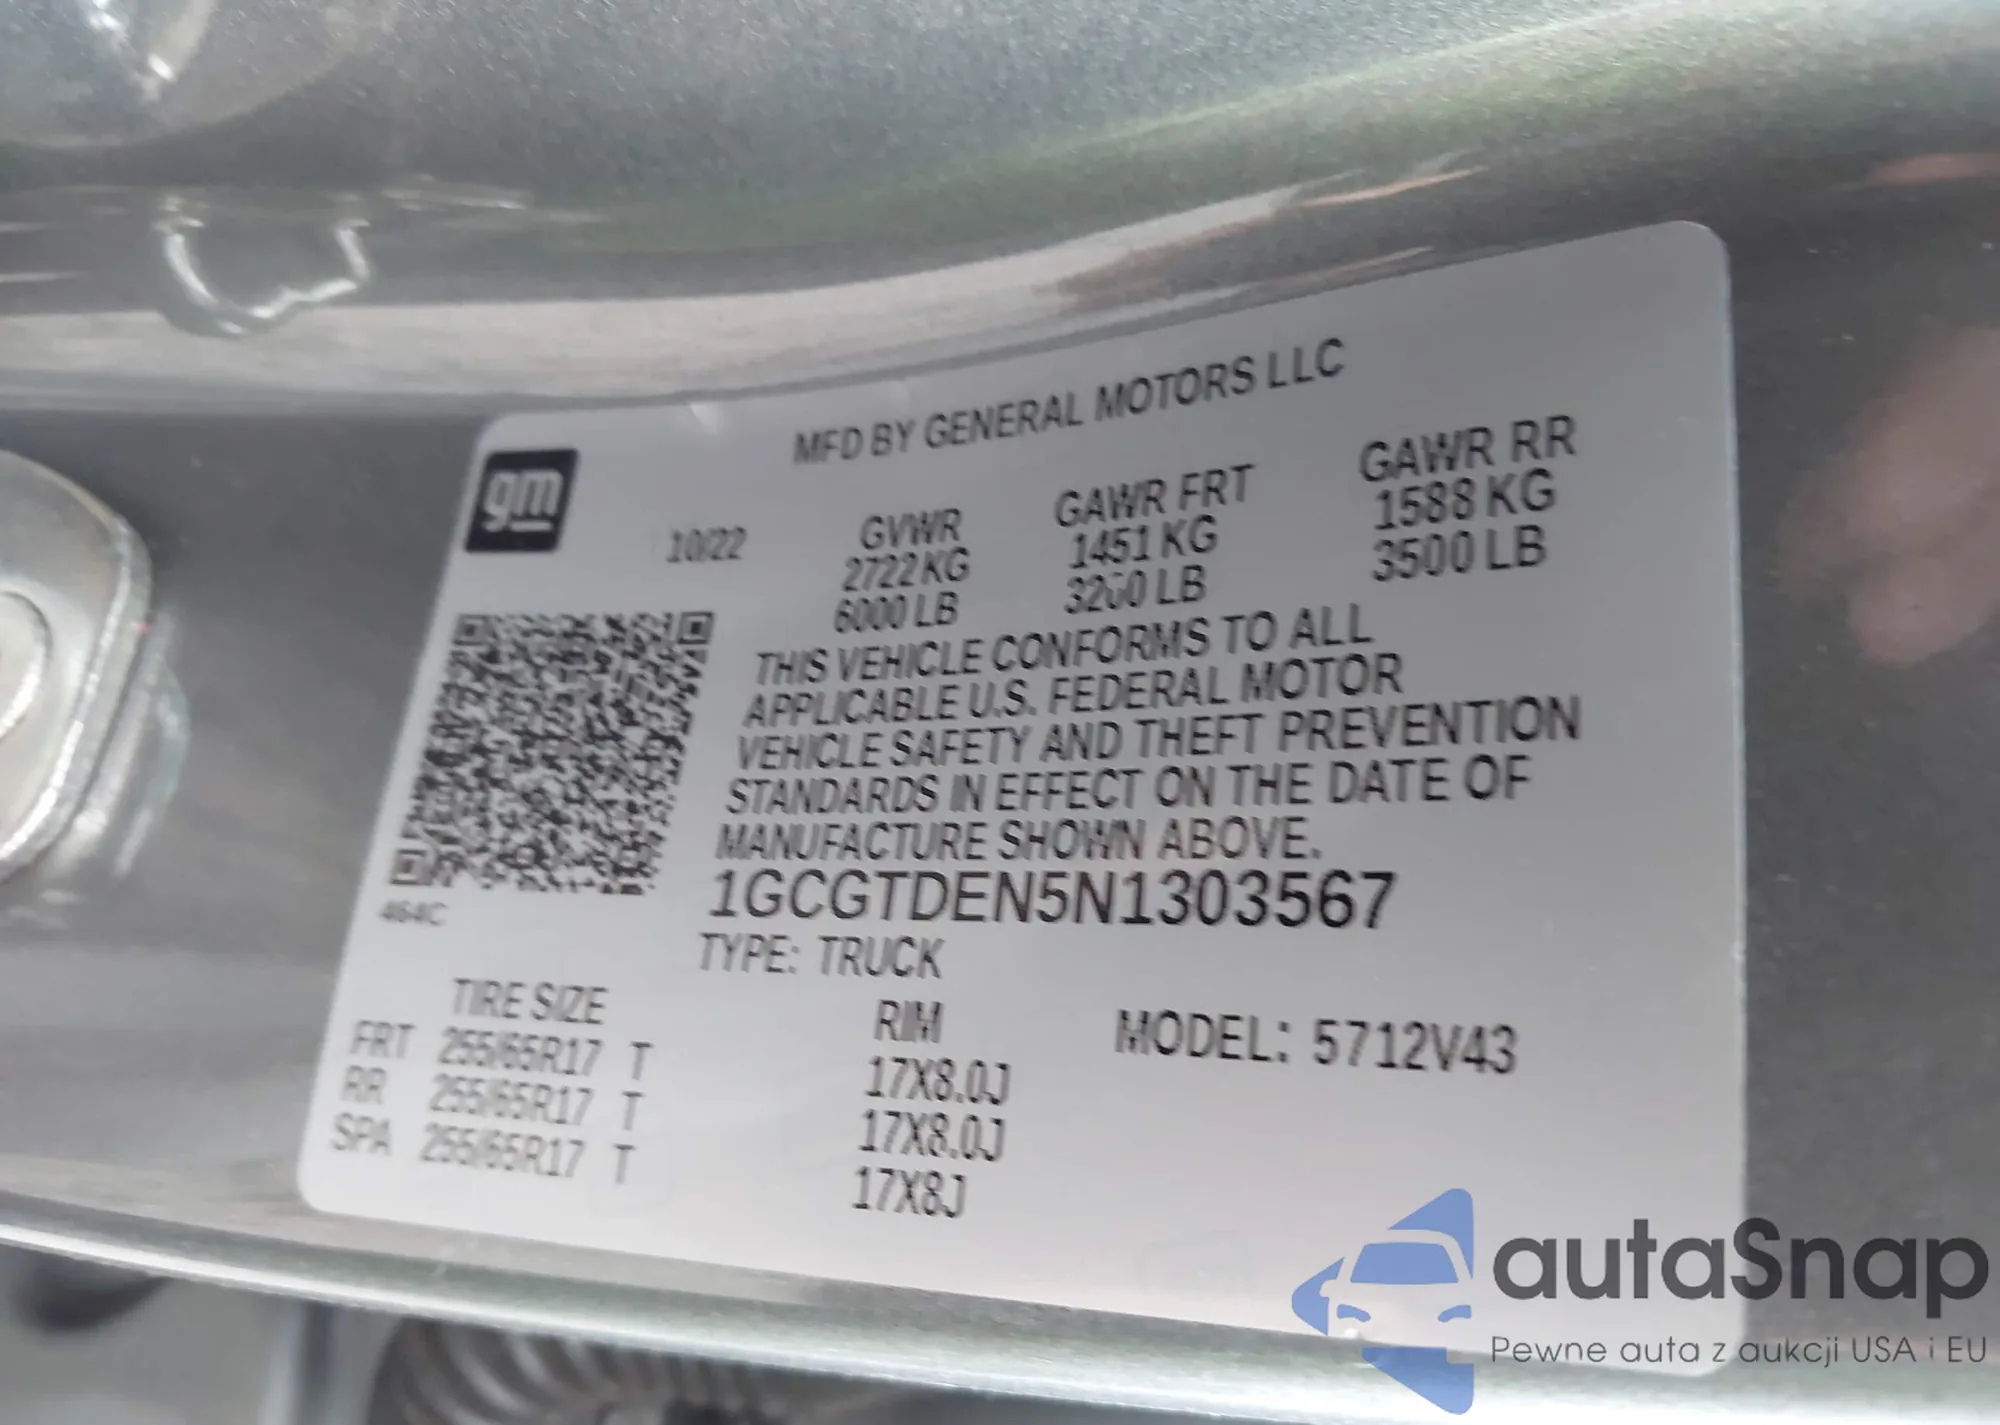 MFD BY GENERAL MOTORS LLC
gm
10/22
GVWR GAWR FRT GAWR RR
2722 KG 1451 KG 1588 KG
6000 LB 3200 LB 3500 LB
THIS VEHICLE CONFORMS TO ALL
APPLICABLE U.S. FEDERAL MOTOR
VEHICLE SAFETY AND THEFT PREVENTION
STANDARDS IN EFFECT ON THE DATE OF
MANUFACTURE SHOWN ABOVE.
464C
1GCGTDEN5N1303567
TYPE: TRUCK
TIRE SIZE RIM MODEL: 5712V43
FRT 255/65R17 T 17X8.0J
RR 255/65R17 T 17X8.0J
SPA 255/65R17 T 17X8J
autaSnap
Pewne auta z aukcji USA i EU